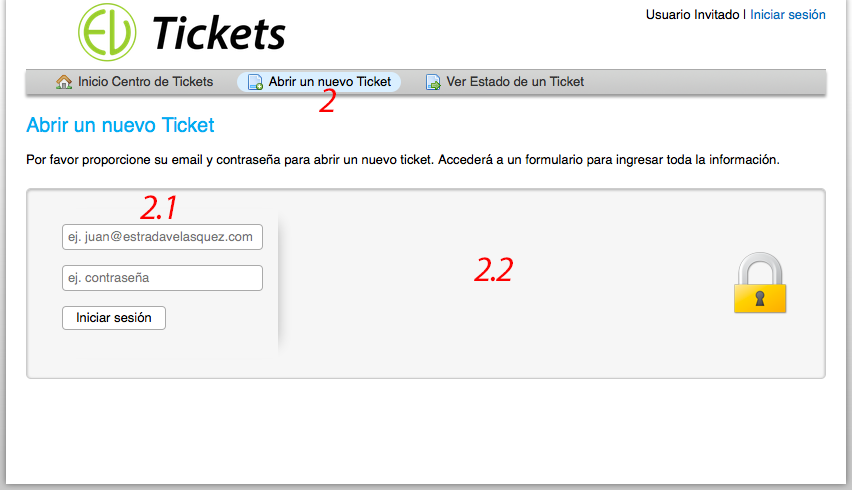 EV Tickets
Usuario Invitado | Iniciar sesión
Inicio Centro de Tickets
Abrir un nuevo Ticket
Ver Estado de un Ticket
2
Abrir un nuevo Ticket
Por favor proporcione su email y contraseña para abrir un nuevo ticket. Accederá a un formulario para ingresar toda la información.
2.1
ej. juan@estradavelasquez.com
2.2
ej. contraseña
Iniciar sesión